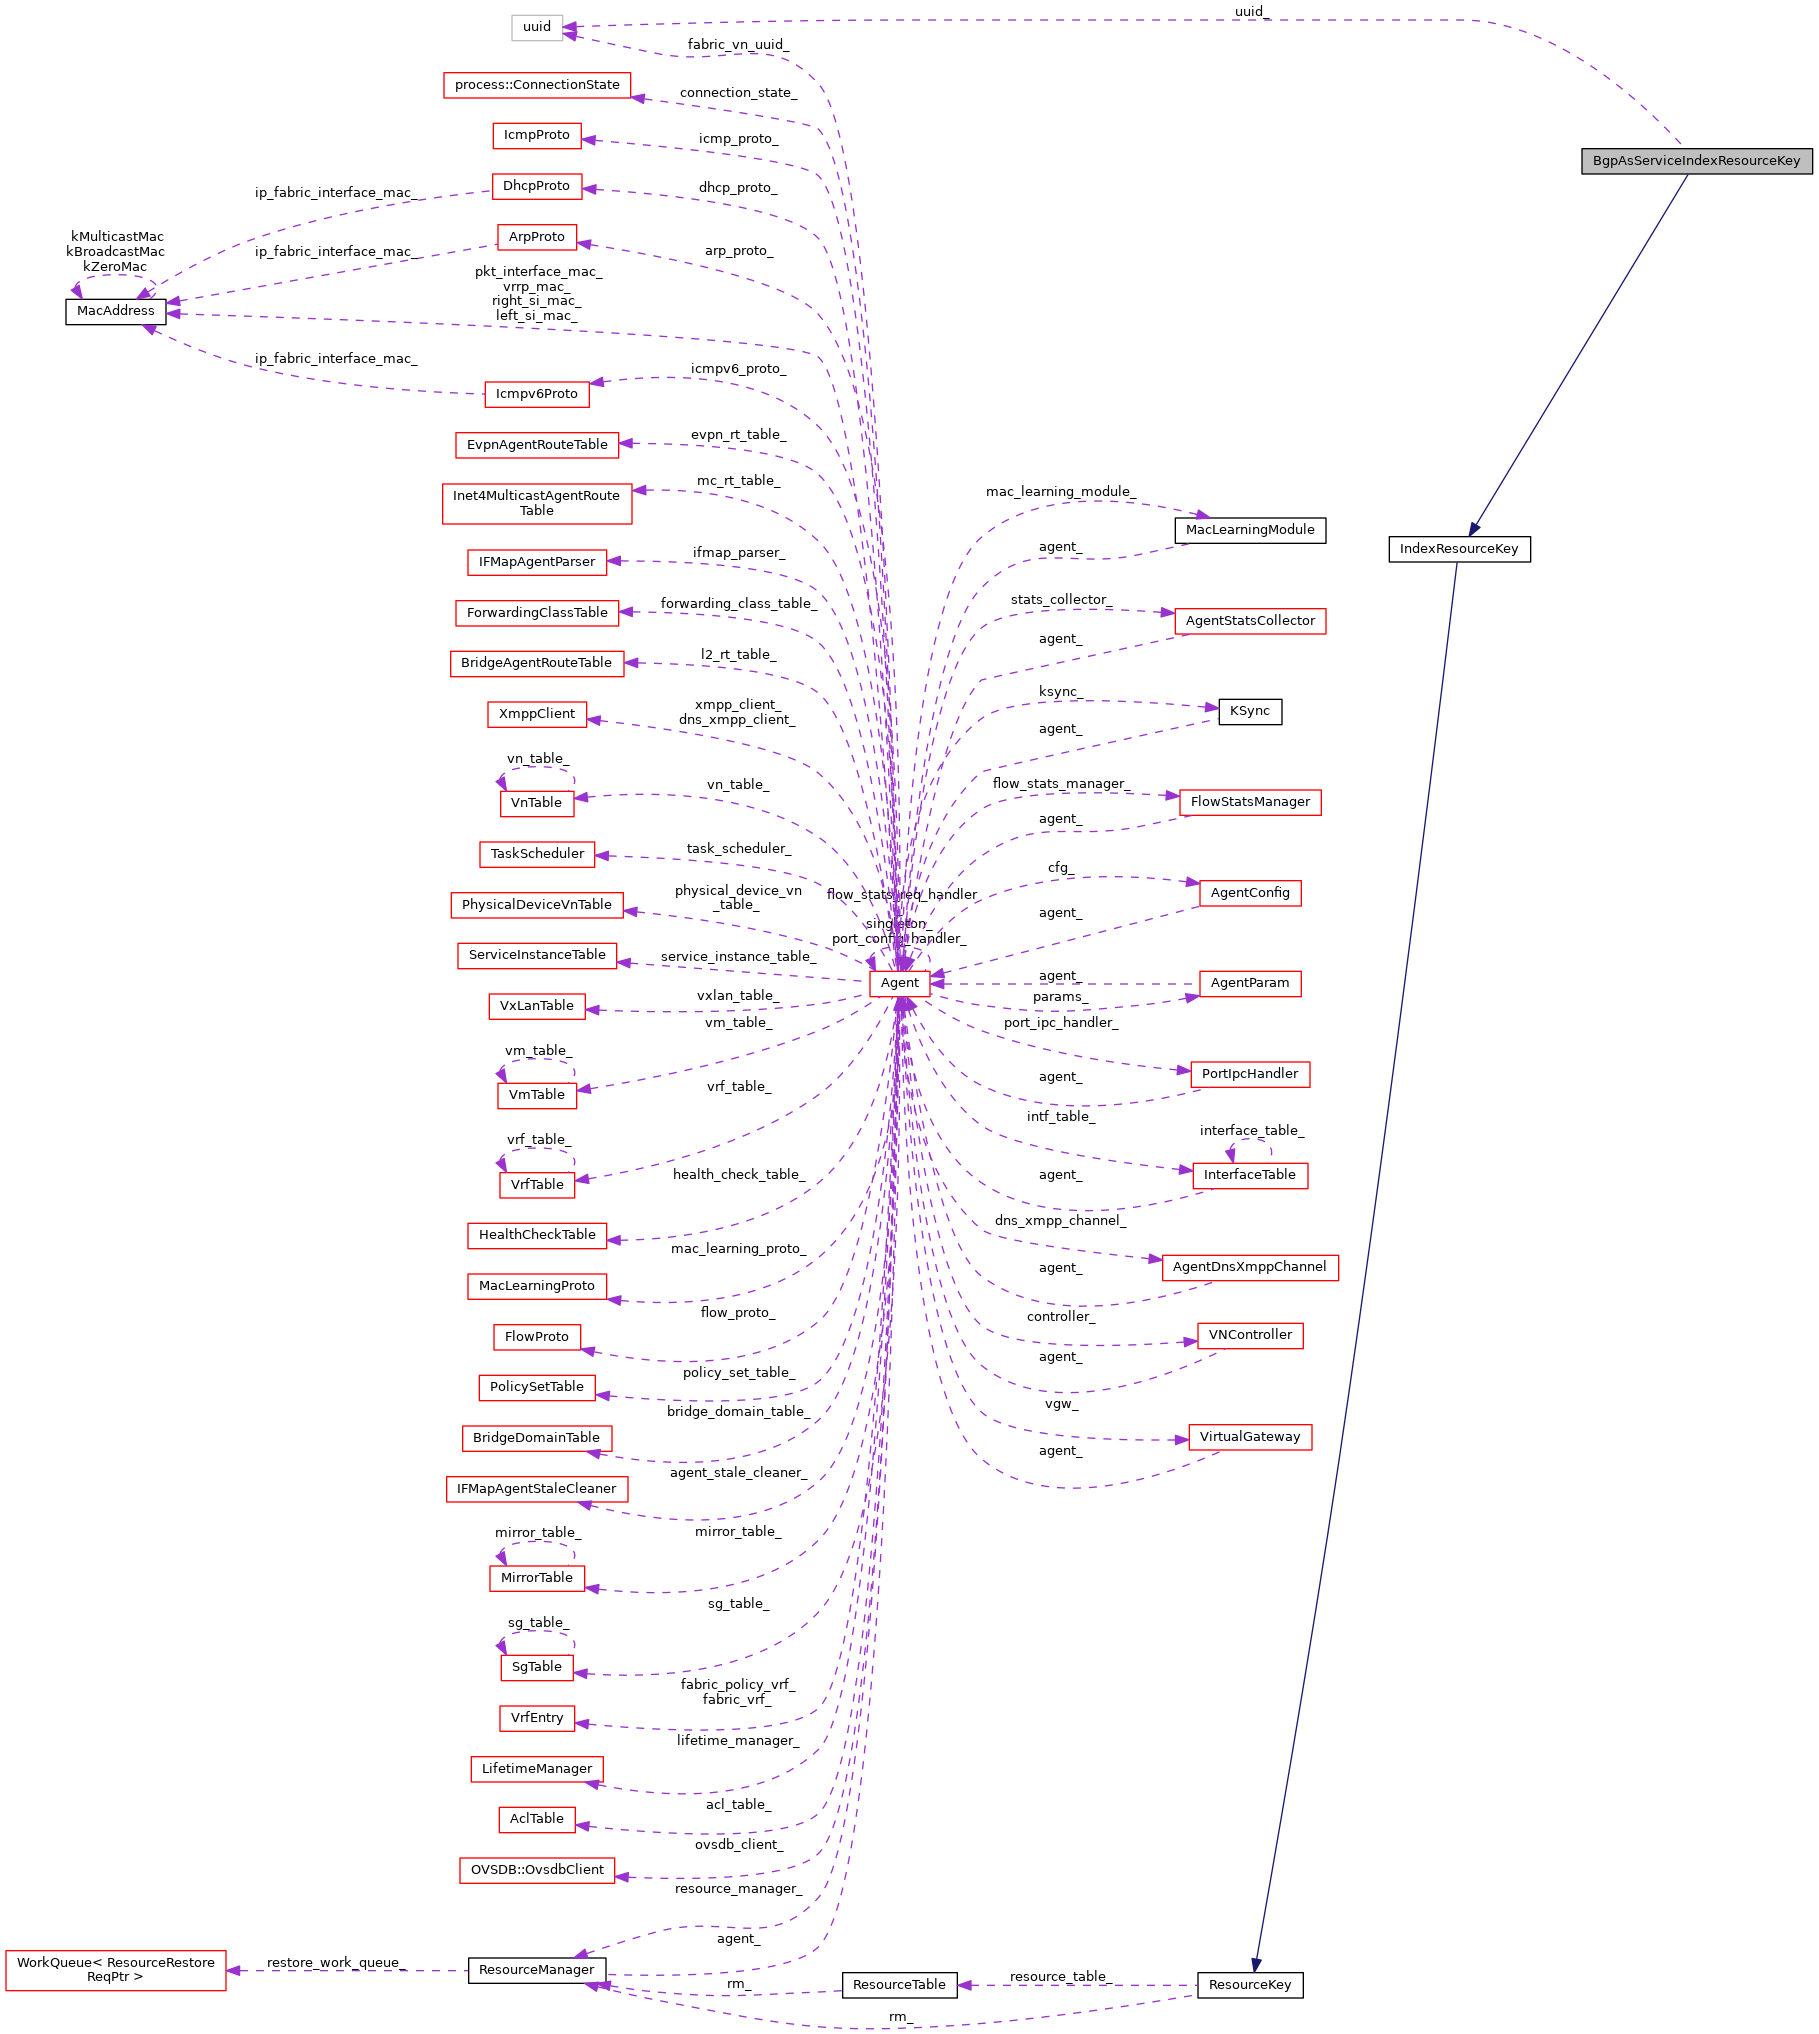 uuid_
uuid
fabric_vn_uuid_
process::ConnectionState
connection_state_
IcmpProto
icmp_proto_
BgpAsServiceIndexResourceKey
DhcpProto
dhcp_proto_
ip_fabric_interface_mac_
ArpProto
arp_proto_
kMulticastMac
kBroadcastMac
kZeroMac
ip_fabric_interface_mac_
pkt_interface_mac_
vrrp_mac_
right_si_mac_
left_si_mac_
MacAddress
ip_fabric_interface_mac_
icmpv6_proto_
Icmpv6Proto
EvpnAgentRouteTable
evpn_rt_table_
Inet4MulticastAgentRoute
Table
mc_rt_table_
mac_learning_module_
MacLearningModule
agent_
IndexResourceKey
IFMapAgentParser
ifmap_parser_
ForwardingClassTable
forwarding_class_table_
stats_collector_
AgentStatsCollector
agent_
BridgeAgentRouteTable
l2_rt_table_
ksync_
KSync
agent_
XmppClient
xmpp_client_
dns_xmpp_client_
vn_table_
VnTable
vn_table_
flow_stats_manager_
FlowStatsManager
agent_
TaskScheduler
task_scheduler_
cfg_
AgentConfig
agent_
PhysicalDeviceVnTable
physical_device_vn
_table_
flow_stats_req_handler
_
singleton_
port_config_handler_
ServiceInstanceTable
service_instance_table_
Agent
agent_
params_
AgentParam
VxLanTable
vxlan_table_
vm_table_
port_ipc_handler_
PortIpcHandler
agent_
vm_table_
VmTable
vrf_table_
intf_table_
interface_table_
InterfaceTable
agent_
vrf_table_
VrfTable
health_check_table_
HealthCheckTable
dns_xmpp_channel_
AgentDnsXmppChannel
agent_
mac_learning_proto_
MacLearningProto
flow_proto_
FlowProto
controller_
VNController
agent_
policy_set_table_
PolicySetTable
bridge_domain_table_
BridgeDomainTable
vgw_
VirtualGateway
agent_
agent_stale_cleaner_
IFMapAgentStaleCleaner
mirror_table_
mirror_table_
MirrorTable
sg_table_
sg_table_
SgTable
fabric_policy_vrf_
fabric_vrf_
VrfEntry
lifetime_manager_
LifetimeManager
acl_table_
AclTable
ovsdb_client_
OVSDB::OvsdbClient
resource_manager_
agent_
WorkQueue< ResourceRestore
ReqPtr >
restore_work_queue_
ResourceManager
rm_
ResourceTable
resource_table_
ResourceKey
rm_